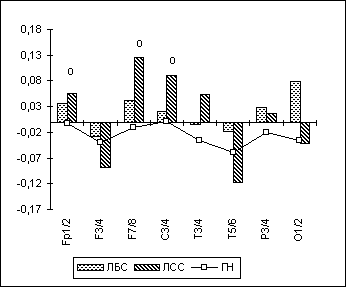 0,18
0,13
0,08
0,03
-0,02
-0,07
-0,12
-0,17
0
0
0
Fp1/2
F3/4
F7/8
C3/4
T3/4
T5/6
P3/4
O1/2
ЛБС ЛСС ГН